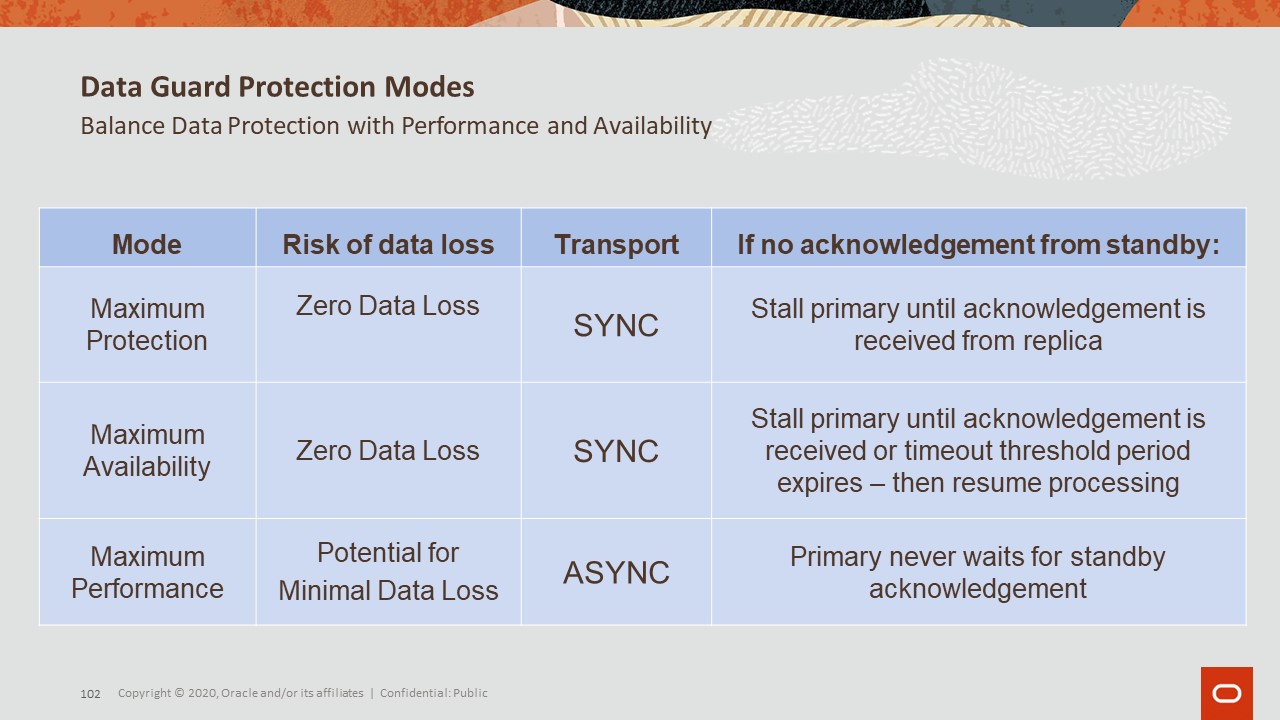 Data Guard Protection Modes
Balance Data Protection with Performance and Availability
Mode
Risk of data loss
Transport
If no acknowledgement from standby:
Maximum
Protection
Zero Data Loss
SYNC
Stall primary until acknowledgement is
received from replica
Maximum
Availability
Zero Data Loss
SYNC
Stall primary until acknowledgement is
received or timeout threshold period
expires – then resume processing
Maximum
Performance
Potential for
Minimal Data Loss
ASYNC
Primary never waits for standby
acknowledgement
102
Copyright © 2020, Oracle and/or its affiliates | Confidential: Public